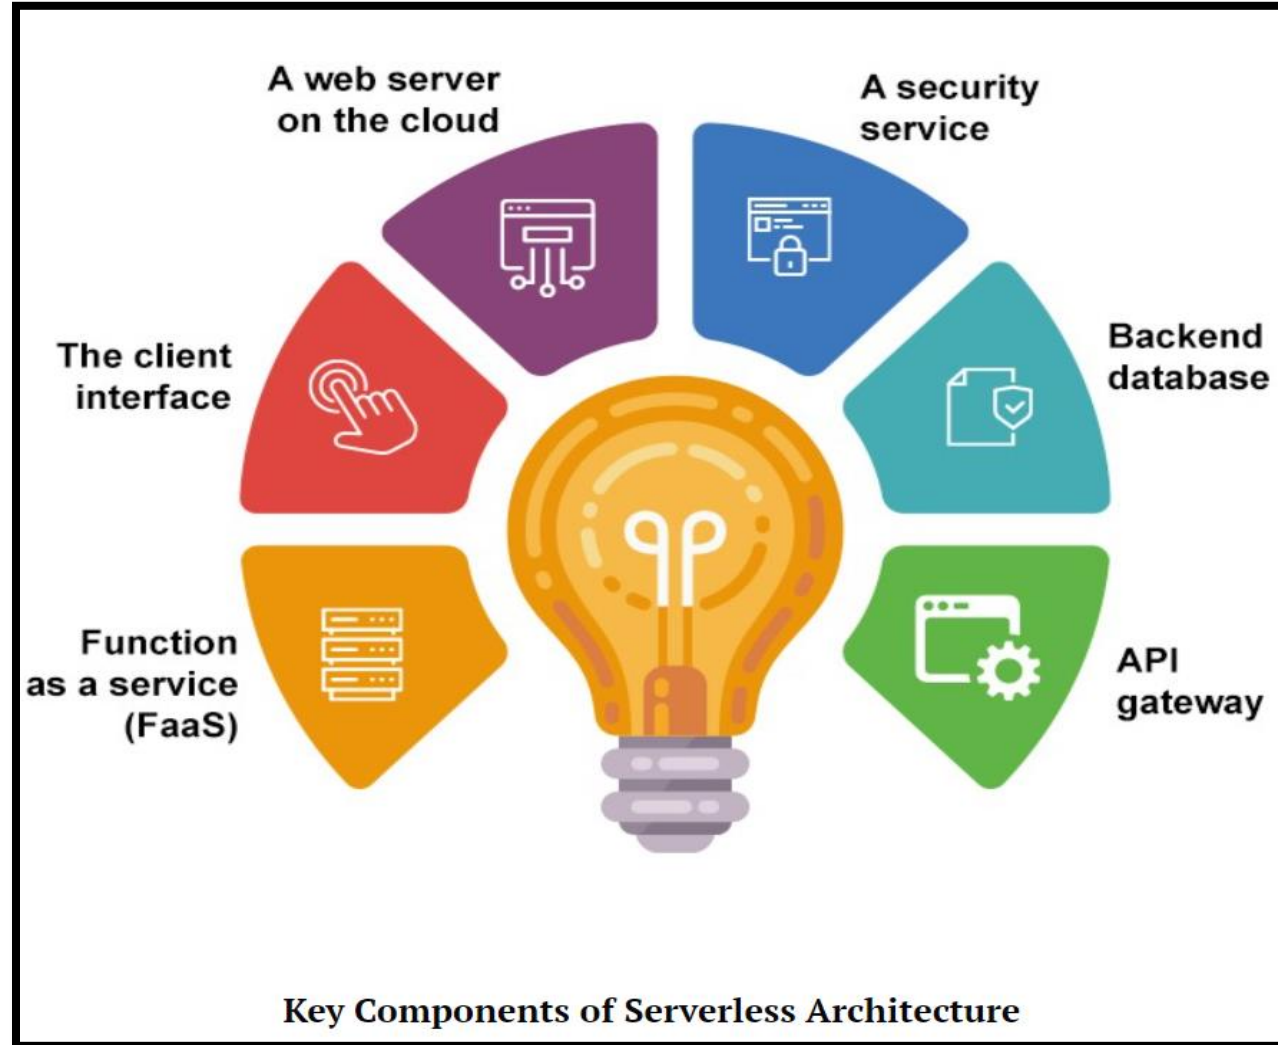 A web server
on the cloud
A security
service
The client
interface
Backend
database
Function
as a service
(FaaS)
API
gateway
Key Components of Serverless Architecture